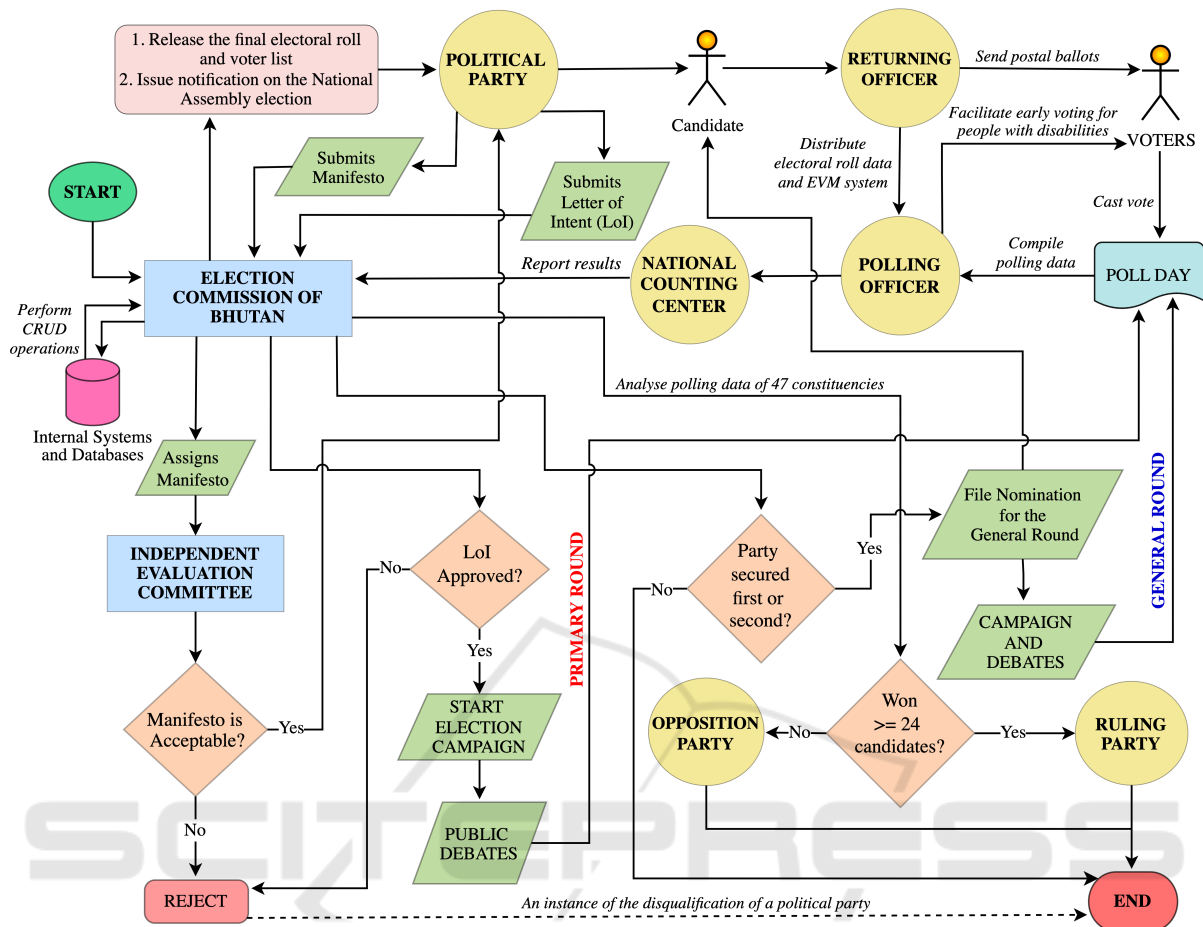 1. Release the final electoral roll
and voter list
2. Issue notification on the National
Assembly election
POLITICAL
PARTY
Candidate
RETURNING
OFFICER
Send postal ballots
VOTERS
Facilitate early voting for
people with disabilities
Distribute
electoral roll data
and EVM system
Cast vote
START
Submits
Manifesto
Submits
Letter of
Intent (LoI)
ELECTION
COMMISSION OF
BHUTAN
Report results
NATIONAL
COUNTING
CENTER
POLLING
OFFICER
Compile
polling data
POLL DAY
Perform
CRUD
operations
Internal Systems
and Databases
Analyse polling data of 47 constituencies
Assigns
Manifesto
INDEPENDENT
EVALUATION
COMMITTEE
Manifesto is
Acceptable?
Yes
No
REJECT
LoI
Approved?
No
Yes
START
ELECTION
CAMPAIGN
PUBLIC
DEBATES
PRIMARY ROUND
Party
secured
first or
second?
No
Yes
File Nomination
for the
General Round
CAMPAIGN
AND
DEBATES
GENERAL ROUND
Won
>= 24
candidates?
No
Yes
OPPOSITION
PARTY
RULING
PARTY
An instance of the disqualification of a political party
END
SCITEPRESS